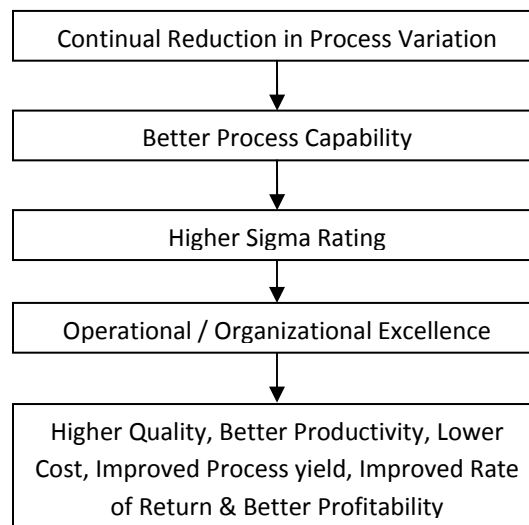 Continual Reduction in Process Variation
Better Process Capability
Higher Sigma Rating
Operational / Organizational Excellence
Higher Quality, Better Productivity, Lower
Cost, Improved Process yield, Improved Rate
of Return & Better Profitability